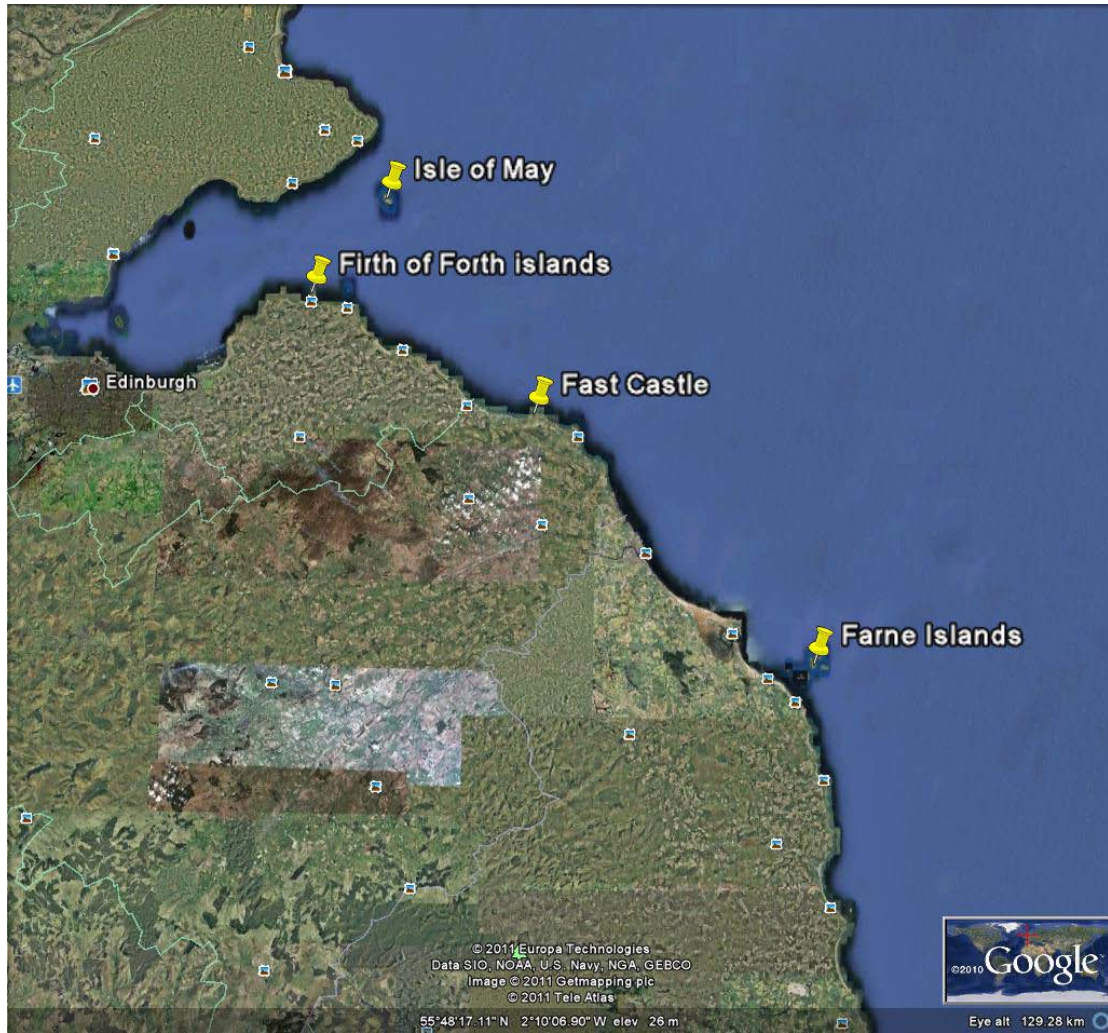 Isle of May
Firth of Forth islands
Edinburgh
Fast Castle
Farne Islands
© 2011 Europa Technologies
Data SIO, NOAA, U.S. Navy, NGA, GEBCO
Image © 2011 Getmapping plc
© 2011 Tele Atlas
©2010 Google
55°48'17.11" N 2°10'06.90" W elev 26 m
Eye alt 129.28 km